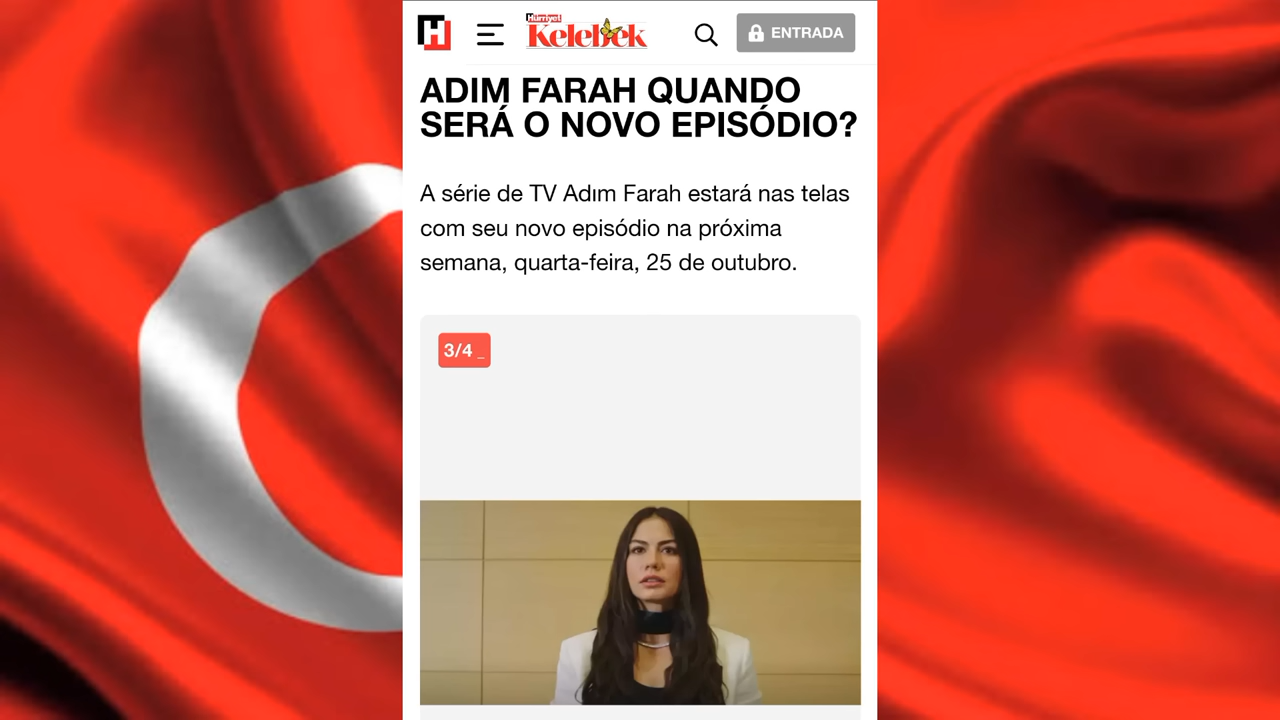 H
Hürriyet
Kelebek
ENTRADA
ADIM FARAH QUANDO
SERÁ O NOVO EPISÓDIO?
A série de TV Adım Farah estará nas telas
com seu novo episódio na próxima
semana, quarta-feira, 25 de outubro.
3/4 _